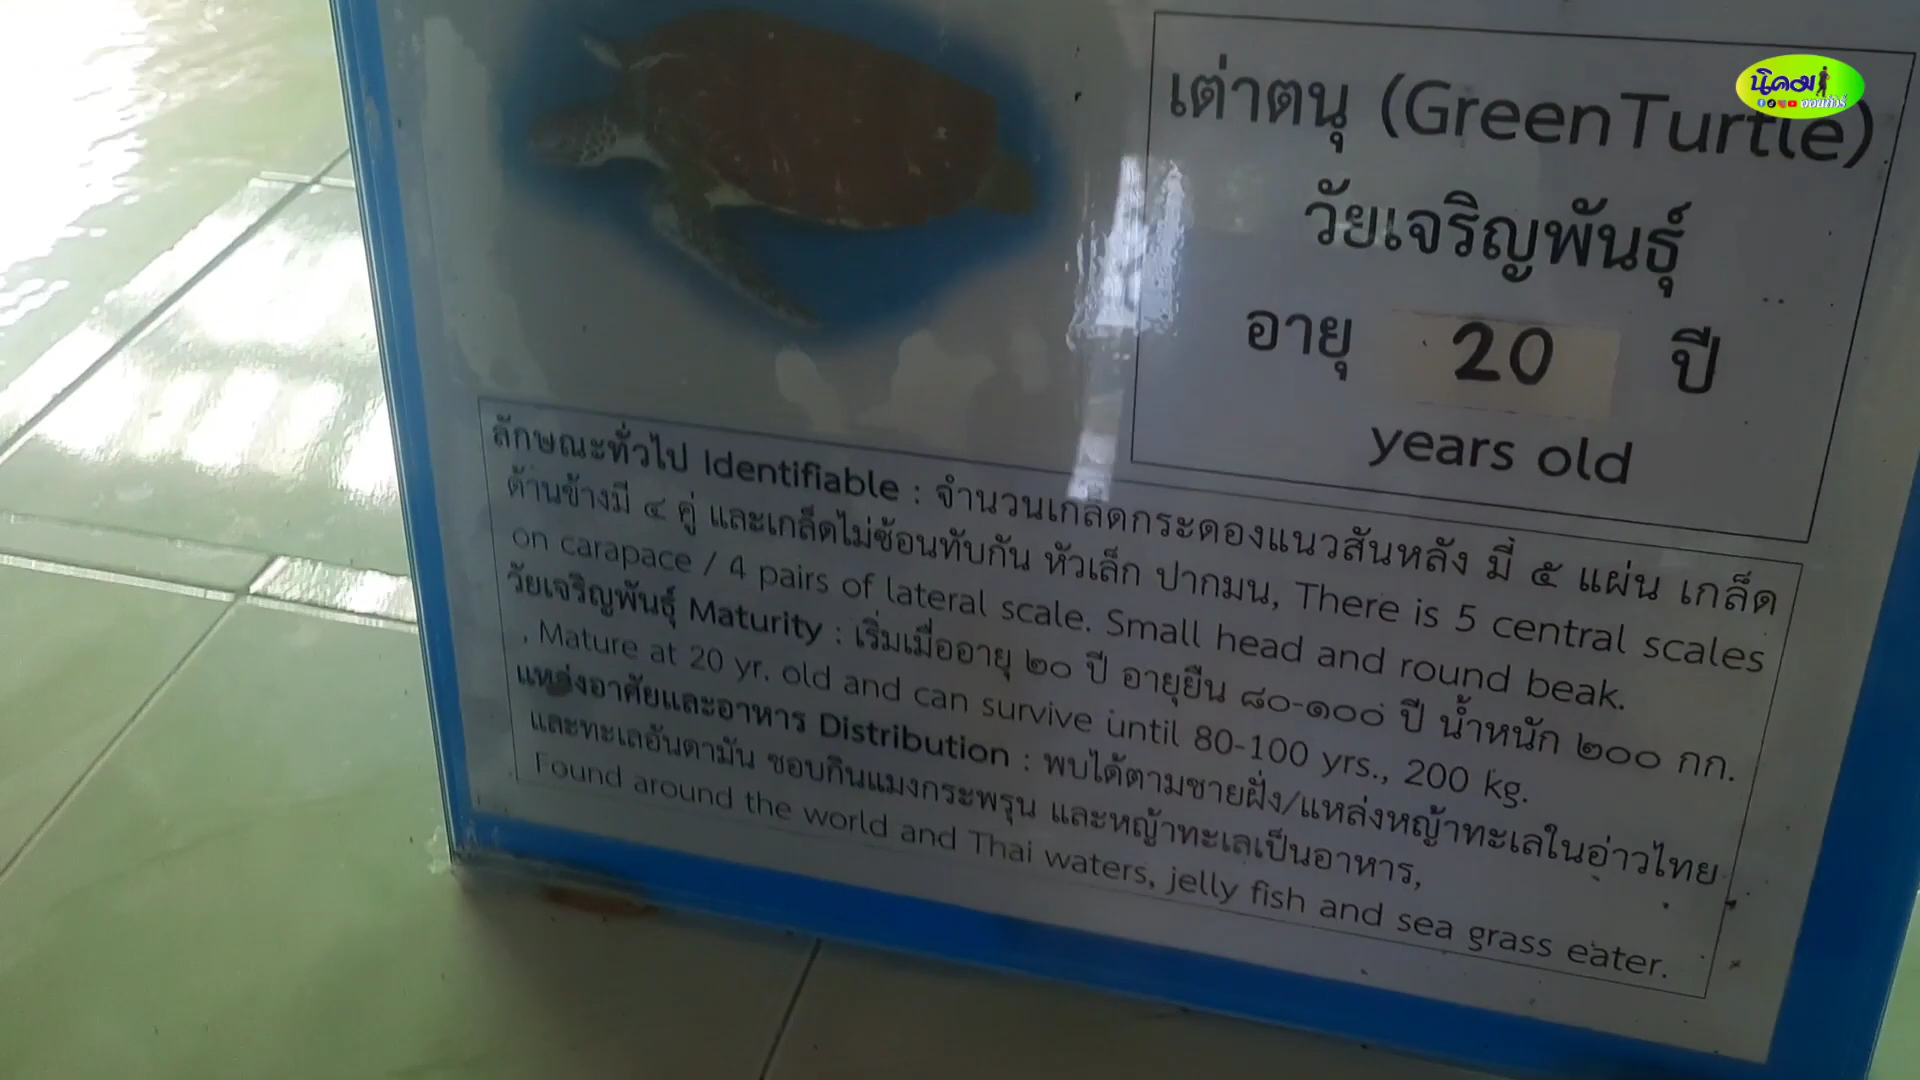 นิคม
จอนทัวร์
เต่าตนุ (Green Turtle)
วัยเจริญพันธุ์
อายุ 20 ปี
years old
ลักษณะทั่วไป Identifiable : จำนวนเกล็ดกระดองแนวสันหลัง มี ๕ แผ่น เกล็ด
ด้านข้างมี ๔ คู่ และเกล็ดไม่ซ้อนทับกัน หัวเล็ก ปากมน, There is 5 central scales
on carapace / 4 pairs of lateral scale. Small head and round beak.
วัยเจริญพันธุ์ Maturity : เริ่มเมื่ออายุ ๒๐ ปี อายุยืน ๘๐-๑๐๐ ปี น้ำหนัก ๒๐๐ กก.
, Mature at 20 yr. old and can survive until 80-100 yrs., 200 kg.
แหล่งอาศัยและอาหาร Distribution : พบได้ตามชายฝั่ง/แหล่งหญ้าทะเลในอ่าวไทย
และทะเลอันดามัน ชอบกินแมงกระพรุน และหญ้าทะเลเป็นอาหาร,
Found around the world and Thai waters, jelly fish and sea grass eater.